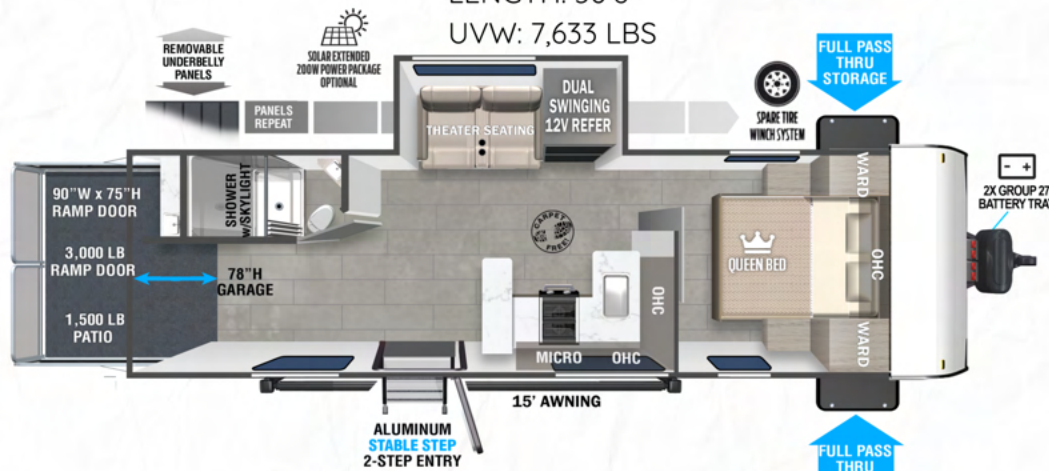 UVW: 7,633 LBS
REMOVABLE
UNDERBELLY
PANELS
SOLAR EXTENDED
200W POWER PACKAGE
OPTIONAL
PANELS
REPEAT
THEATER SEATING
DUAL
SWINGING
12V REFER
SPARE TIRE
WINCH SYSTEM
FULL PASS
THRU
STORAGE
2X GROUP 27
BATTERY TRAY
90"W x 75"H
RAMP DOOR
3,000 LB
RAMP DOOR
1,500 LB
PATIO
78"H
GARAGE
SHOWER
w/SKYLIGHT
CARPET
FREE!
QUEEN BED
WARD
OHC
WARD
OHC
MICRO
OHC
15' AWNING
ALUMINUM
STABLE STEP
2-STEP ENTRY
FULL PASS
THRU